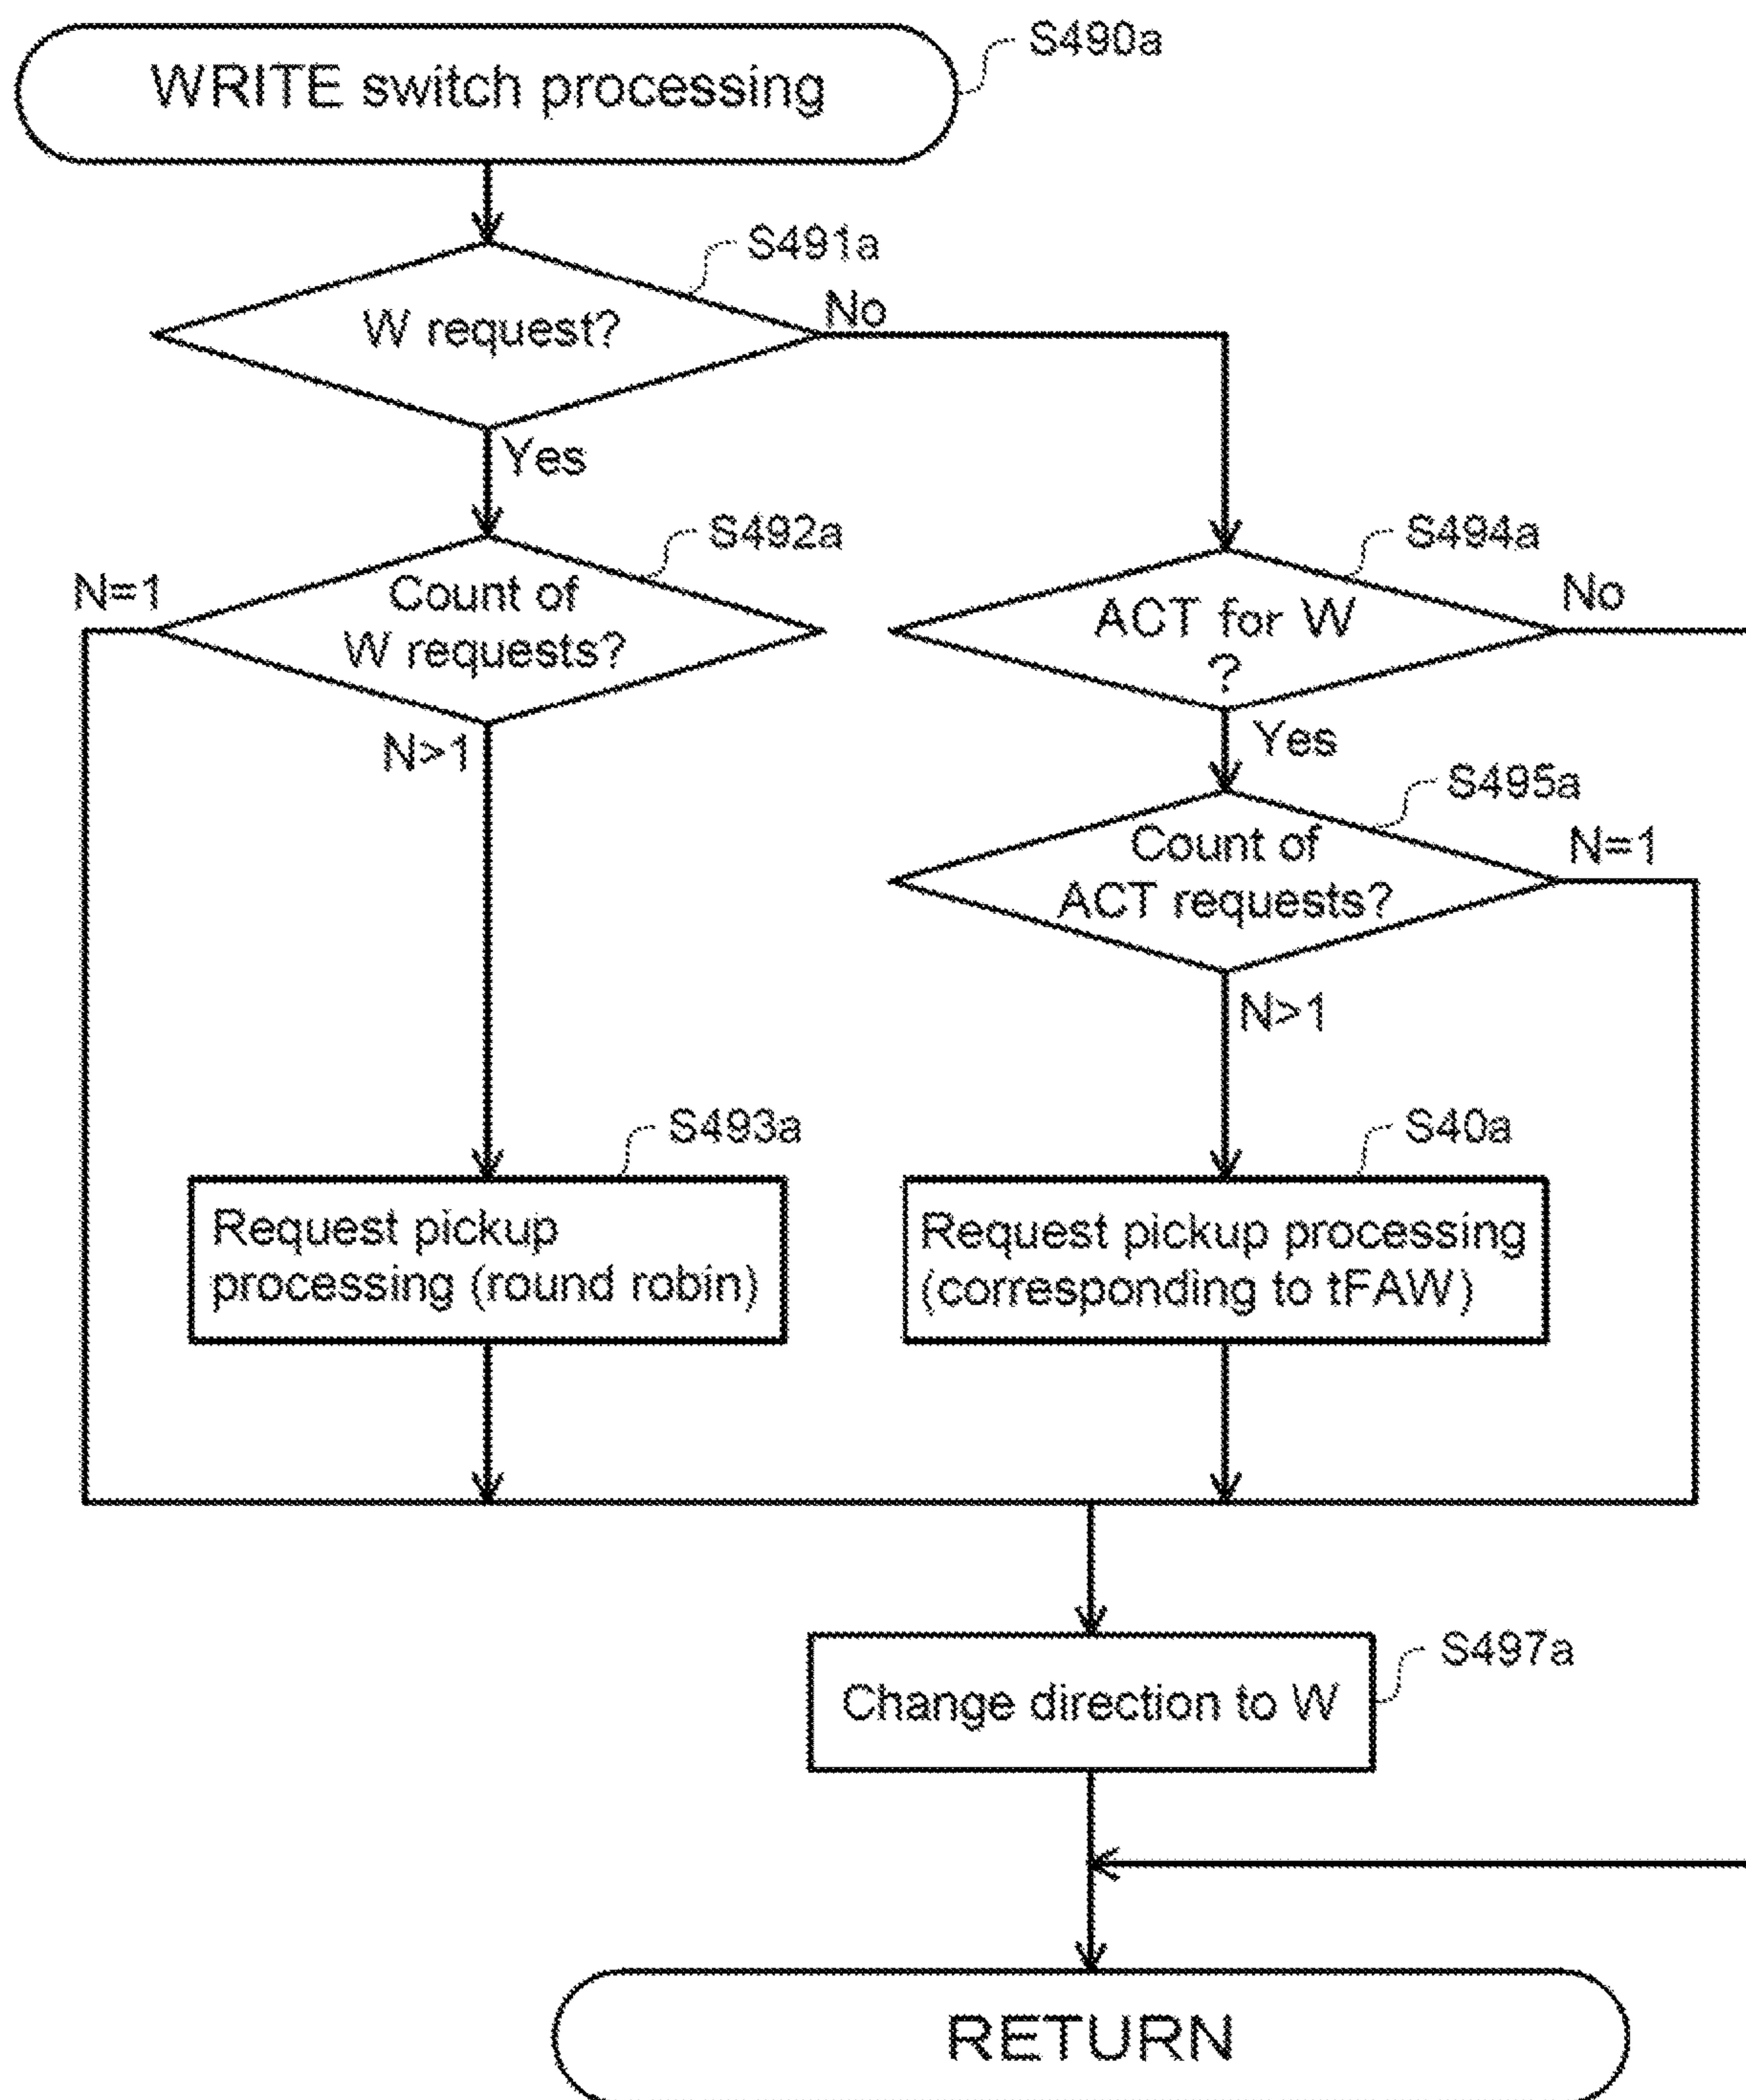 WRITE switch processing
S490a
S491a
W request?
No
Yes
S492a
N=1
Count of
W requests?
N>1
S494a
ACT for W
?
No
Yes
S495a
Count of
ACT requests?
N=1
N>1
S493a
Request pickup
processing (round robin)
S40a
Request pickup processing
(corresponding to tFAW)
S497a
Change direction to W
RETURN